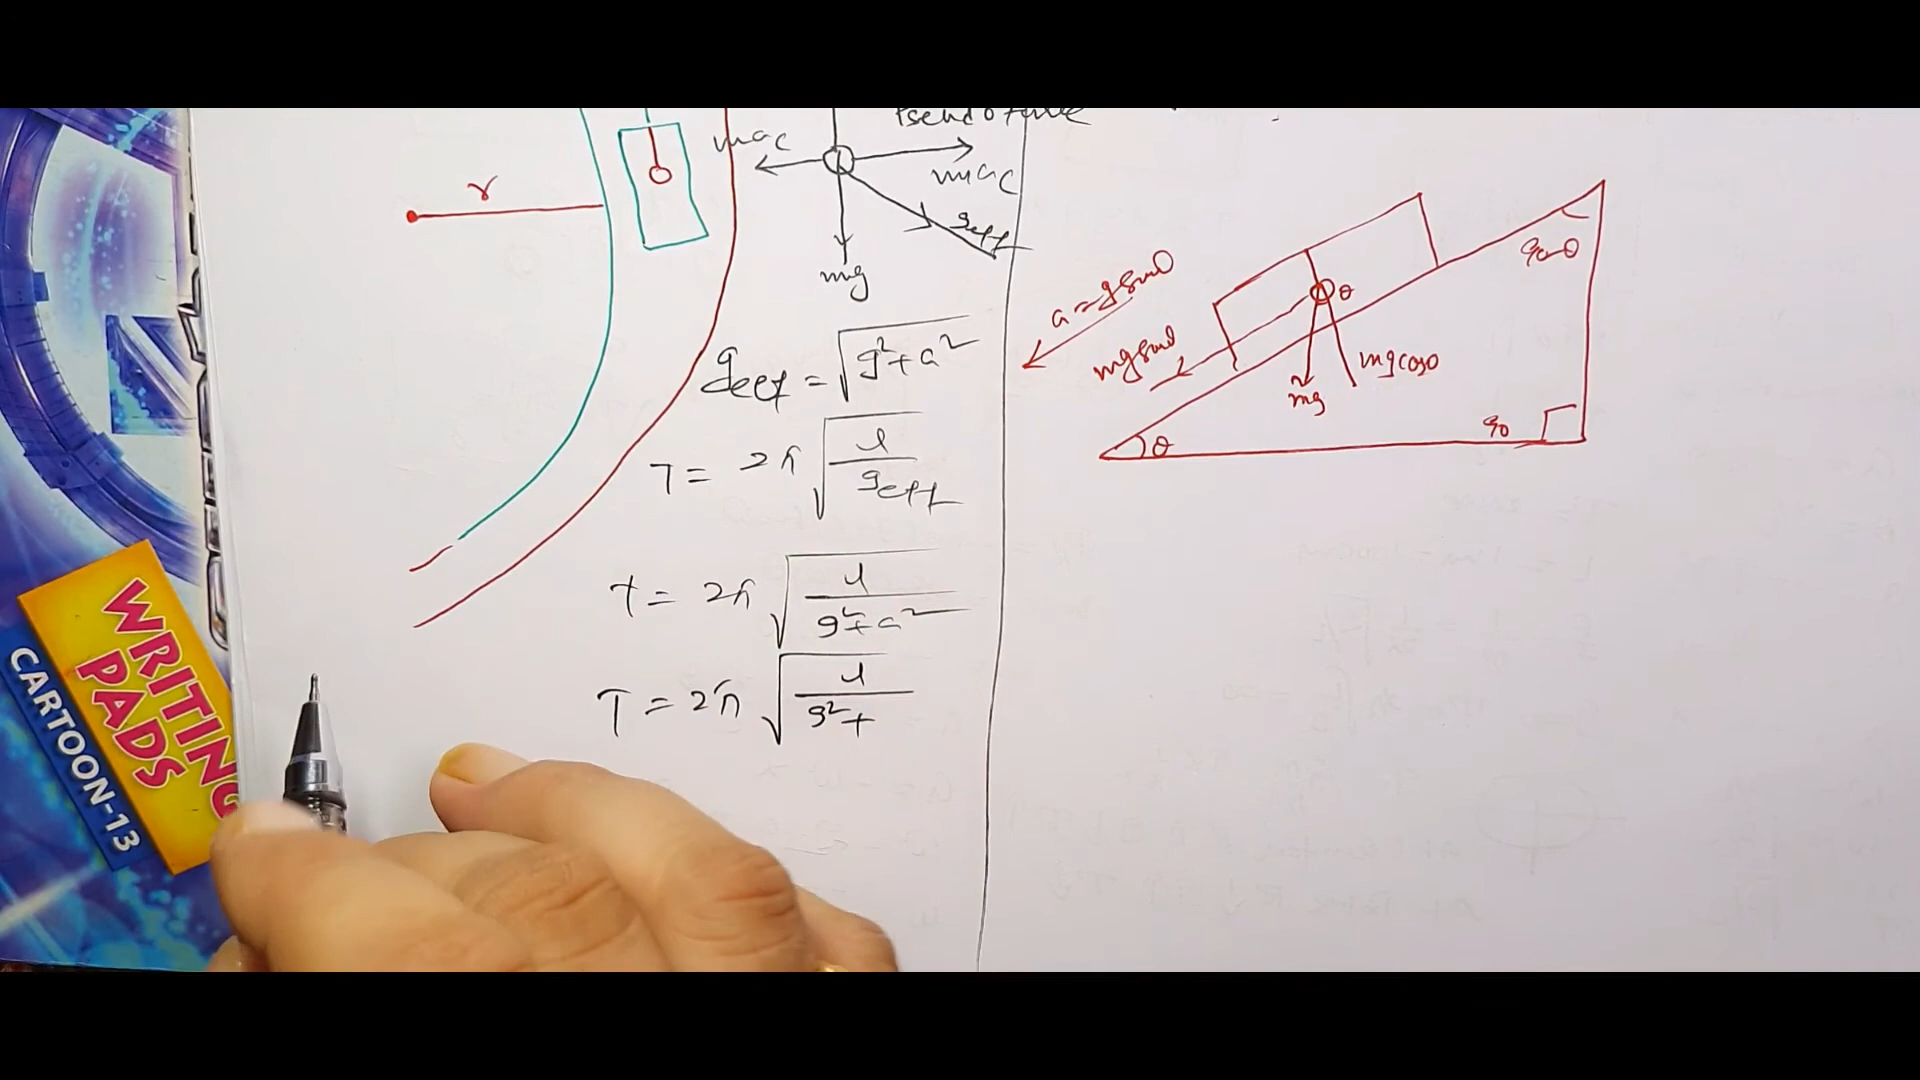 Pseudo Force
mac
mac
r
geff
mg
geff = √g²+a²
T = 2π √l/geff
t = 2π √l/g²+a²
T = 2π √l/g²+
a = g sinθ
mg sinθ
θ
mg cosθ
mg
90-θ
θ
90
WRITING
PADS
CARTOON-13